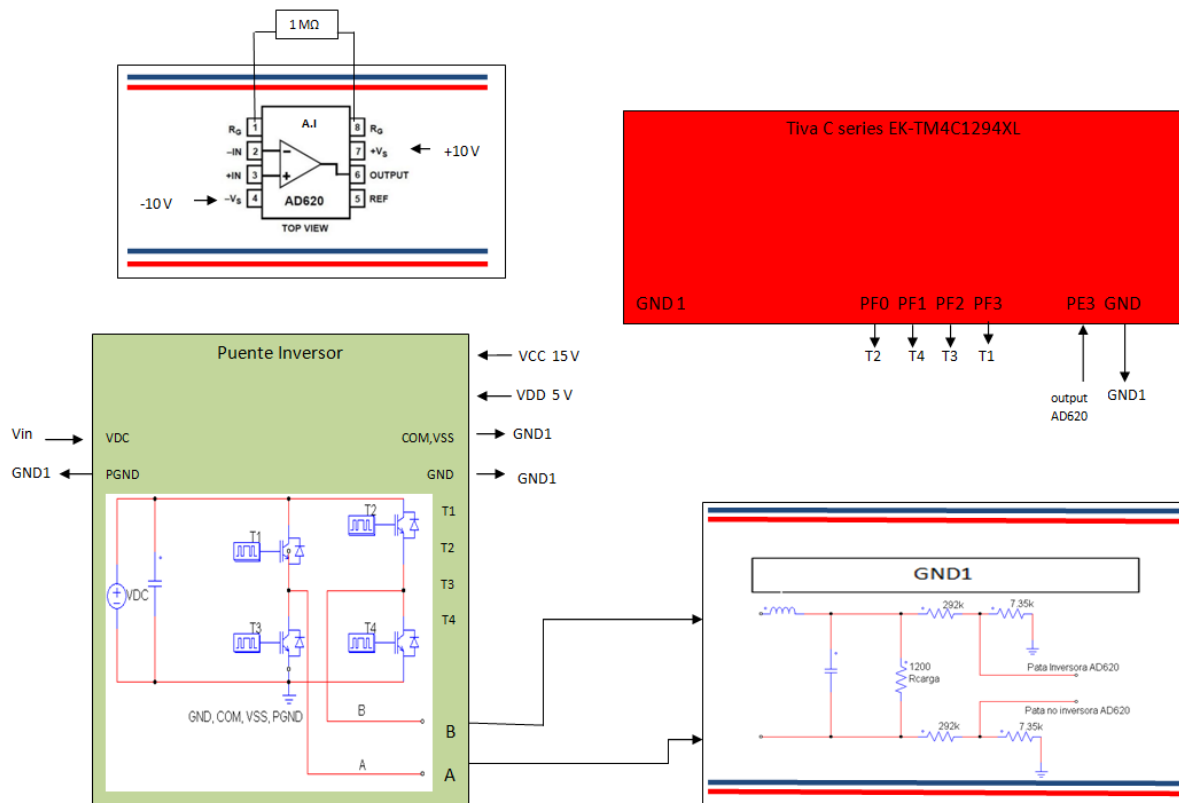 1 MΩ
A.I
RG 1
8 RG
-IN 2
7 +VS
+10 V
+IN 3
6 OUTPUT
-10 V
-VS 4
AD620
5 REF
TOP VIEW
Tiva C series EK-TM4C1294XL
GND 1
PF0 PF1 PF2 PF3
PE3 GND
T2
T4
T3
T1
output
AD620
GND1
Puente Inversor
VCC 15 V
VDD 5 V
Vin
VDC
COM,VSS
GND1
GND1
PGND
GND
GND1
T1
T2
T3
T4
T1
T2
VDC
T3
T4
GND, COM, VSS, PGND
B
A
B
A
GND1
292k
7.35k
1200
Rcarga
Pata Inversora AD620
Pata no inversora AD620
292k
7.35k